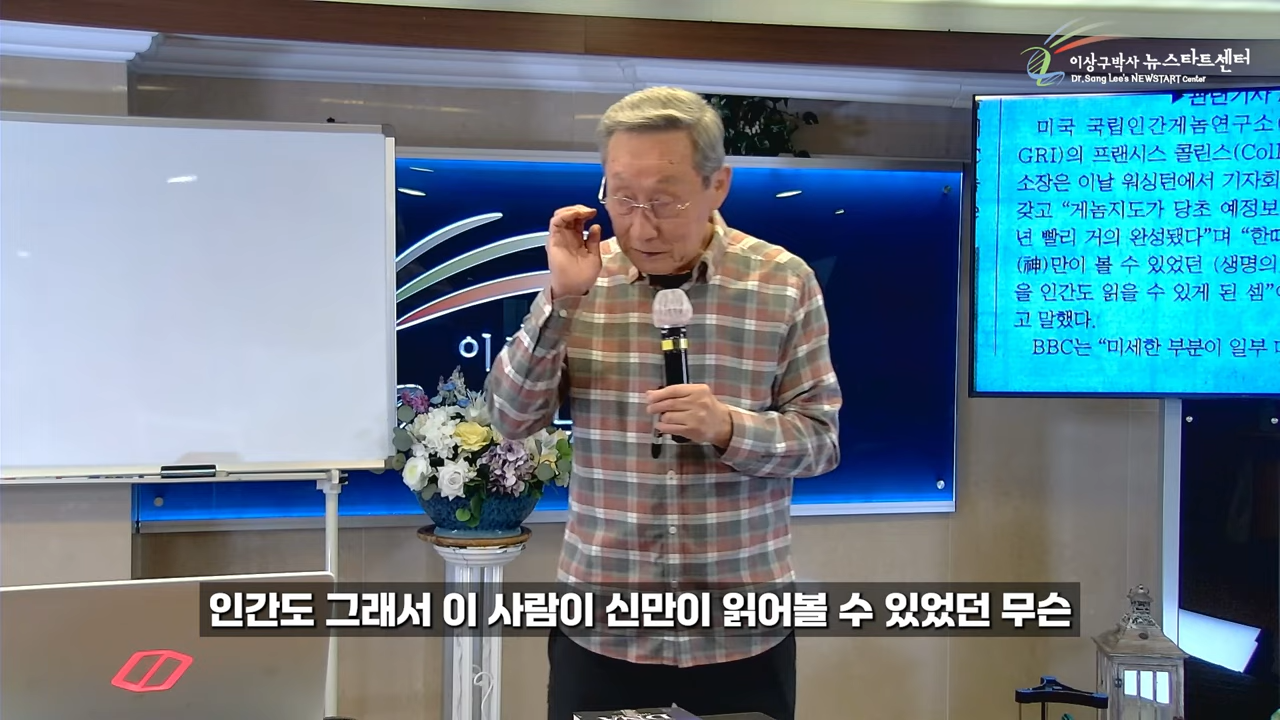 이상구박사 뉴스타트센터
Dr. Sang Lee's NEWSTART Center
▶관련기사
미국 국립인간게놈연구소(
GRI)의 프랜시스 콜린스(Coll
소장은 이날 워싱턴에서 기자회
갖고 “게놈지도가 당초 예정보
년 빨리 거의 완성됐다”며 “한때
(神)만이 볼 수 있었던 (생명의
을 인간도 읽을 수 있게 된 셈”이
고 말했다.
BBC는 “미세한 부분이 일부
이
인간도 그래서 이 사람이 신만이 읽어볼 수 있었던 무슨
DNA